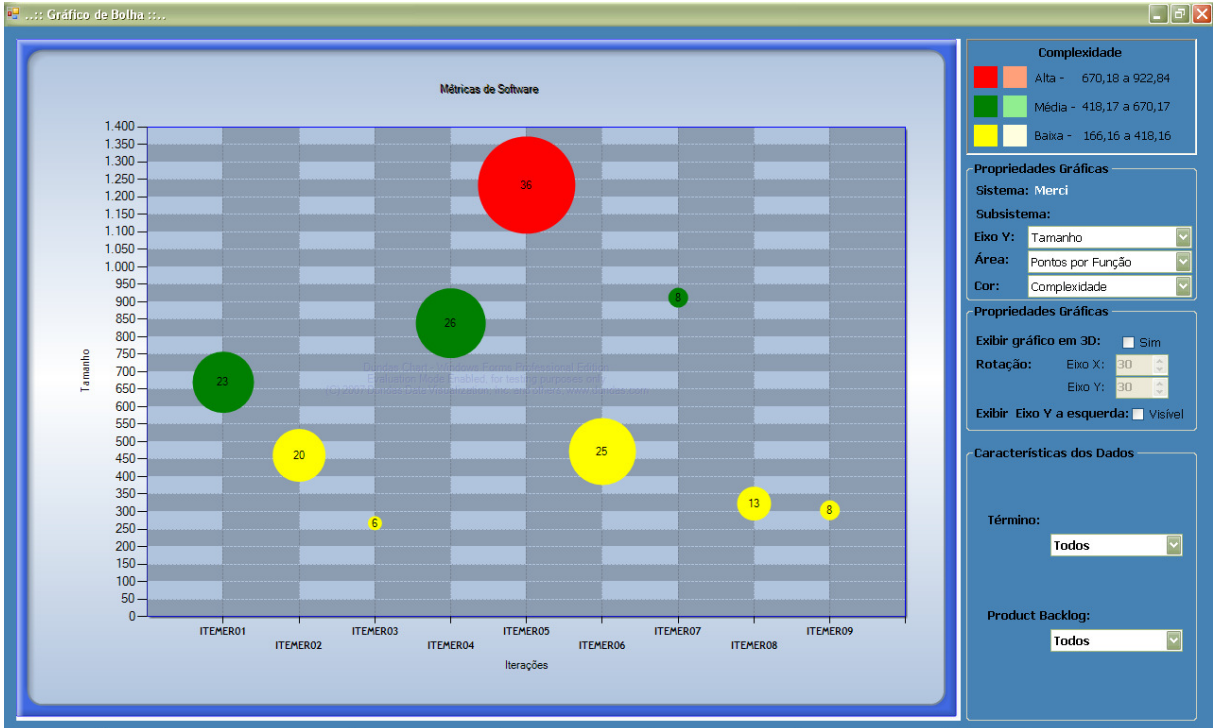 ..:: Gráfico de Bolha ::..
Métricas de Software
Tamanho
1.400
1.350
1.300
1.250
1.200
1.150
1.100
1.050
1.000
950
900
850
800
750
700
650
600
550
500
450
400
350
300
250
200
150
100
50
0
36
26
8
23
20
25
6
13
8
ITEMER01
ITEMER02
ITEMER03
ITEMER04
ITEMER05
ITEMER06
ITEMER07
ITEMER08
ITEMER09
Iterações
Complexidade
Alta - 670,18 a 922,84
Média - 418,17 a 670,17
Baixa - 166,16 a 418,16
Propriedades Gráficas
Sistema: Merci
Subsistema:
Eixo Y: Tamanho
Área: Pontos por Função
Cor: Complexidade
Propriedades Gráficas
Exibir gráfico em 3D: Sim
Rotação: Eixo X: 30
Eixo Y: 30
Exibir Eixo Y a esquerda: Visível
Características dos Dados
Término:
Todos
Product Backlog:
Todos